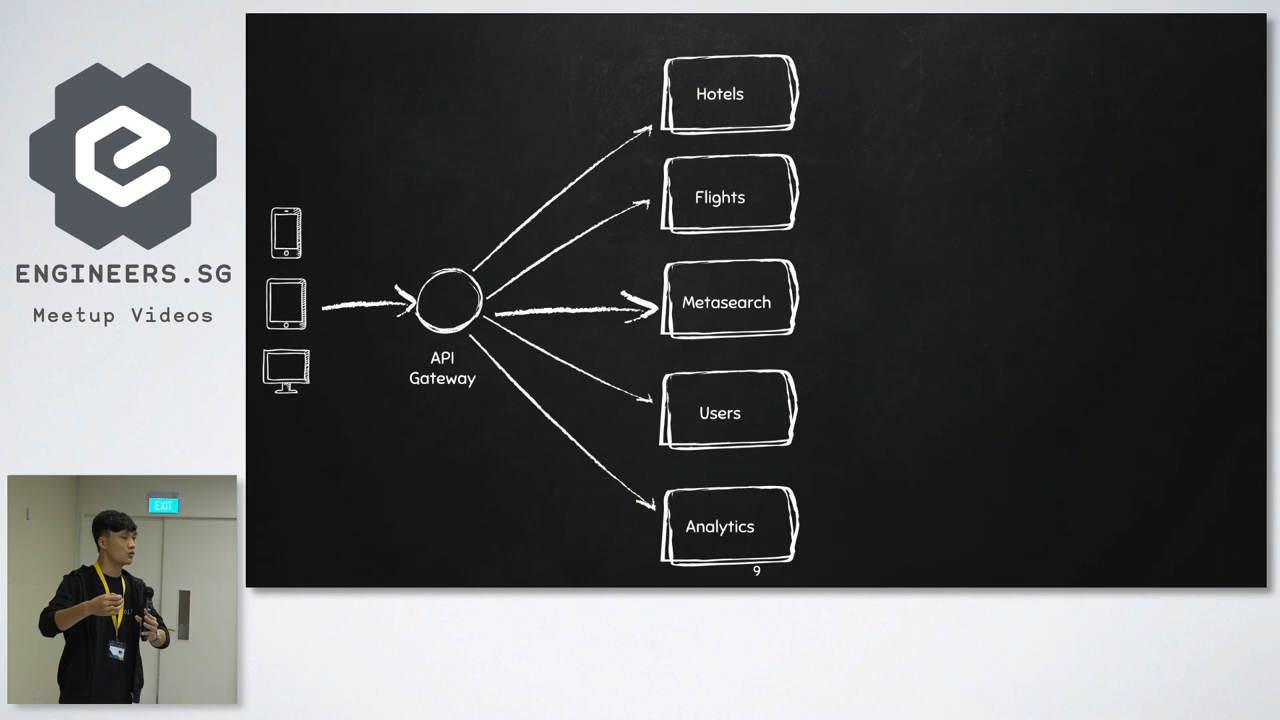 ENGINEERS.SG
Meetup Videos
EXIT
Hotels
Flights
Metasearch
Users
Analytics
API
Gateway
9